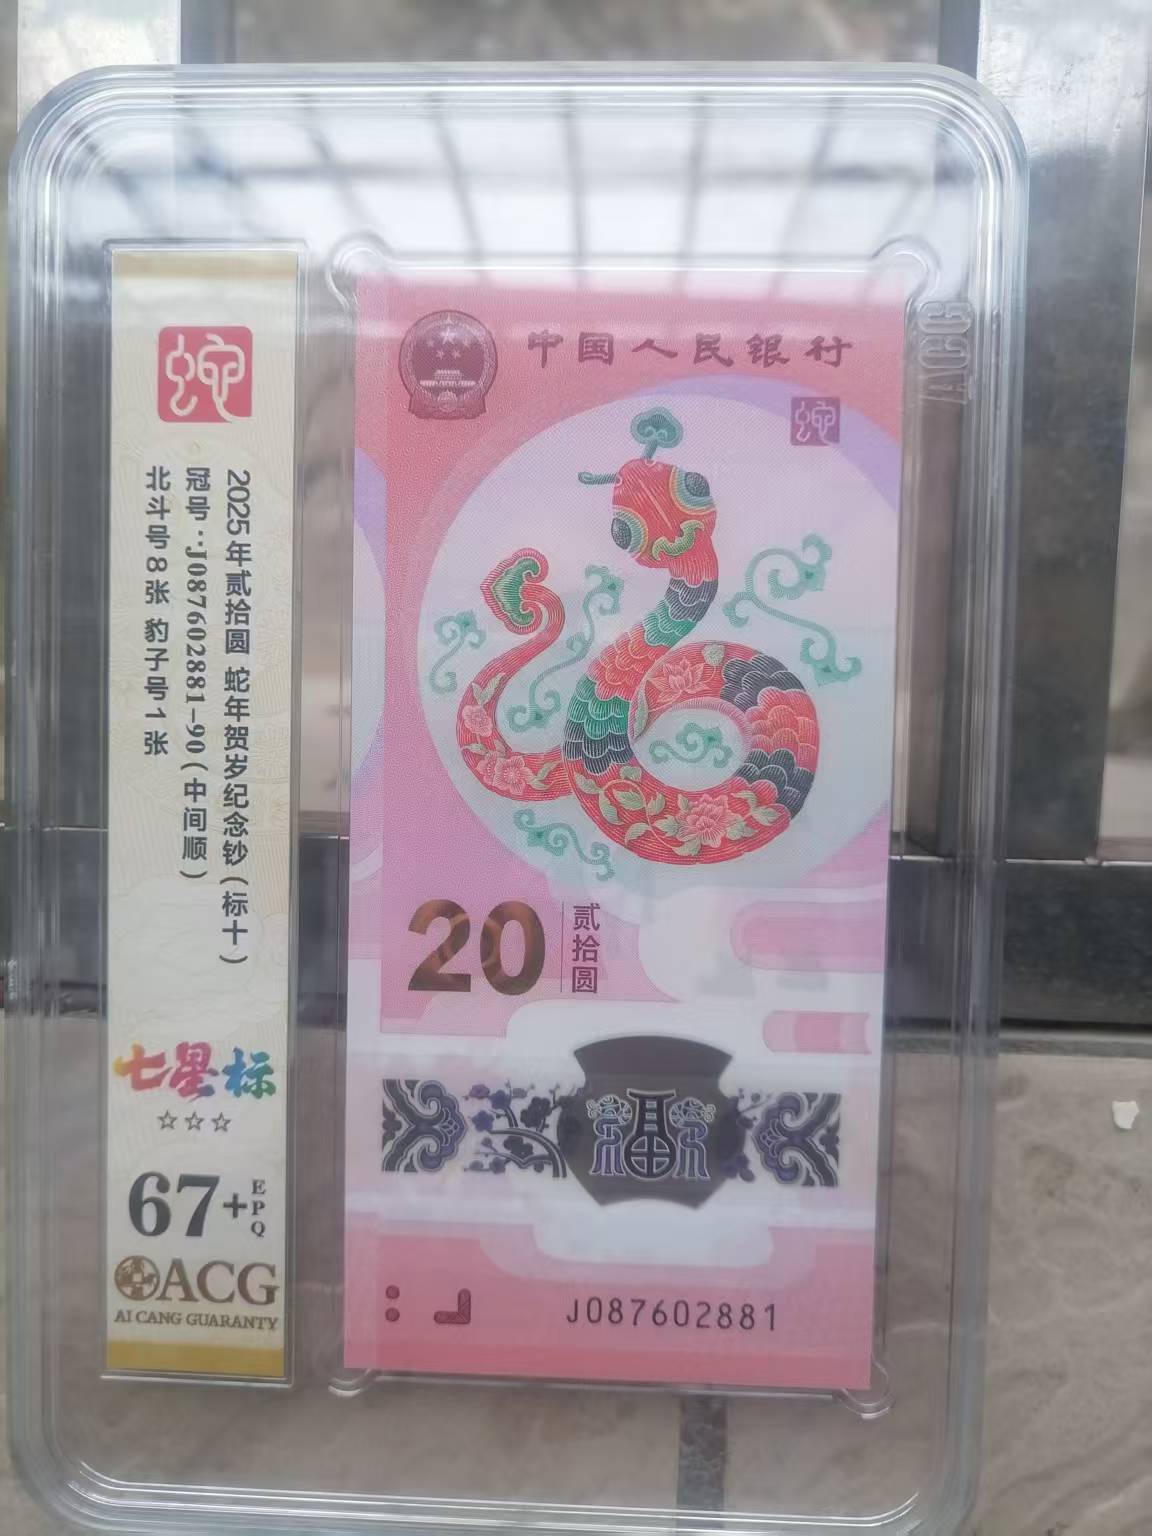 蛇
2025年贰拾圆 蛇年贺岁纪念钞(标十)
冠号:J087602881-90(中间顺)
北斗号8张 豹子号1张
七星标
☆☆☆
67+EPQ
ACG
AI CANG GUARANTY
中国人民银行
蛇
20
贰拾圆
福
J087602881
ACG